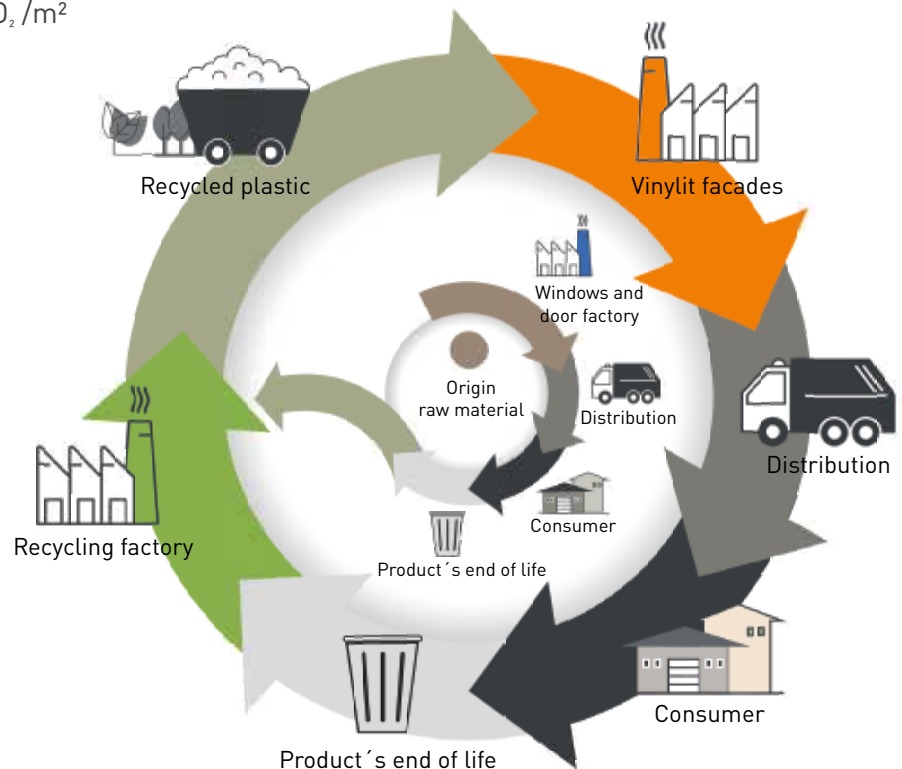 O₂ /m²
Recycled plastic
Vinylit facades
Windows and
door factory
Origin
raw material
Distribution
Distribution
Consumer
Recycling factory
Product´s end of life
Consumer
Product´s end of life